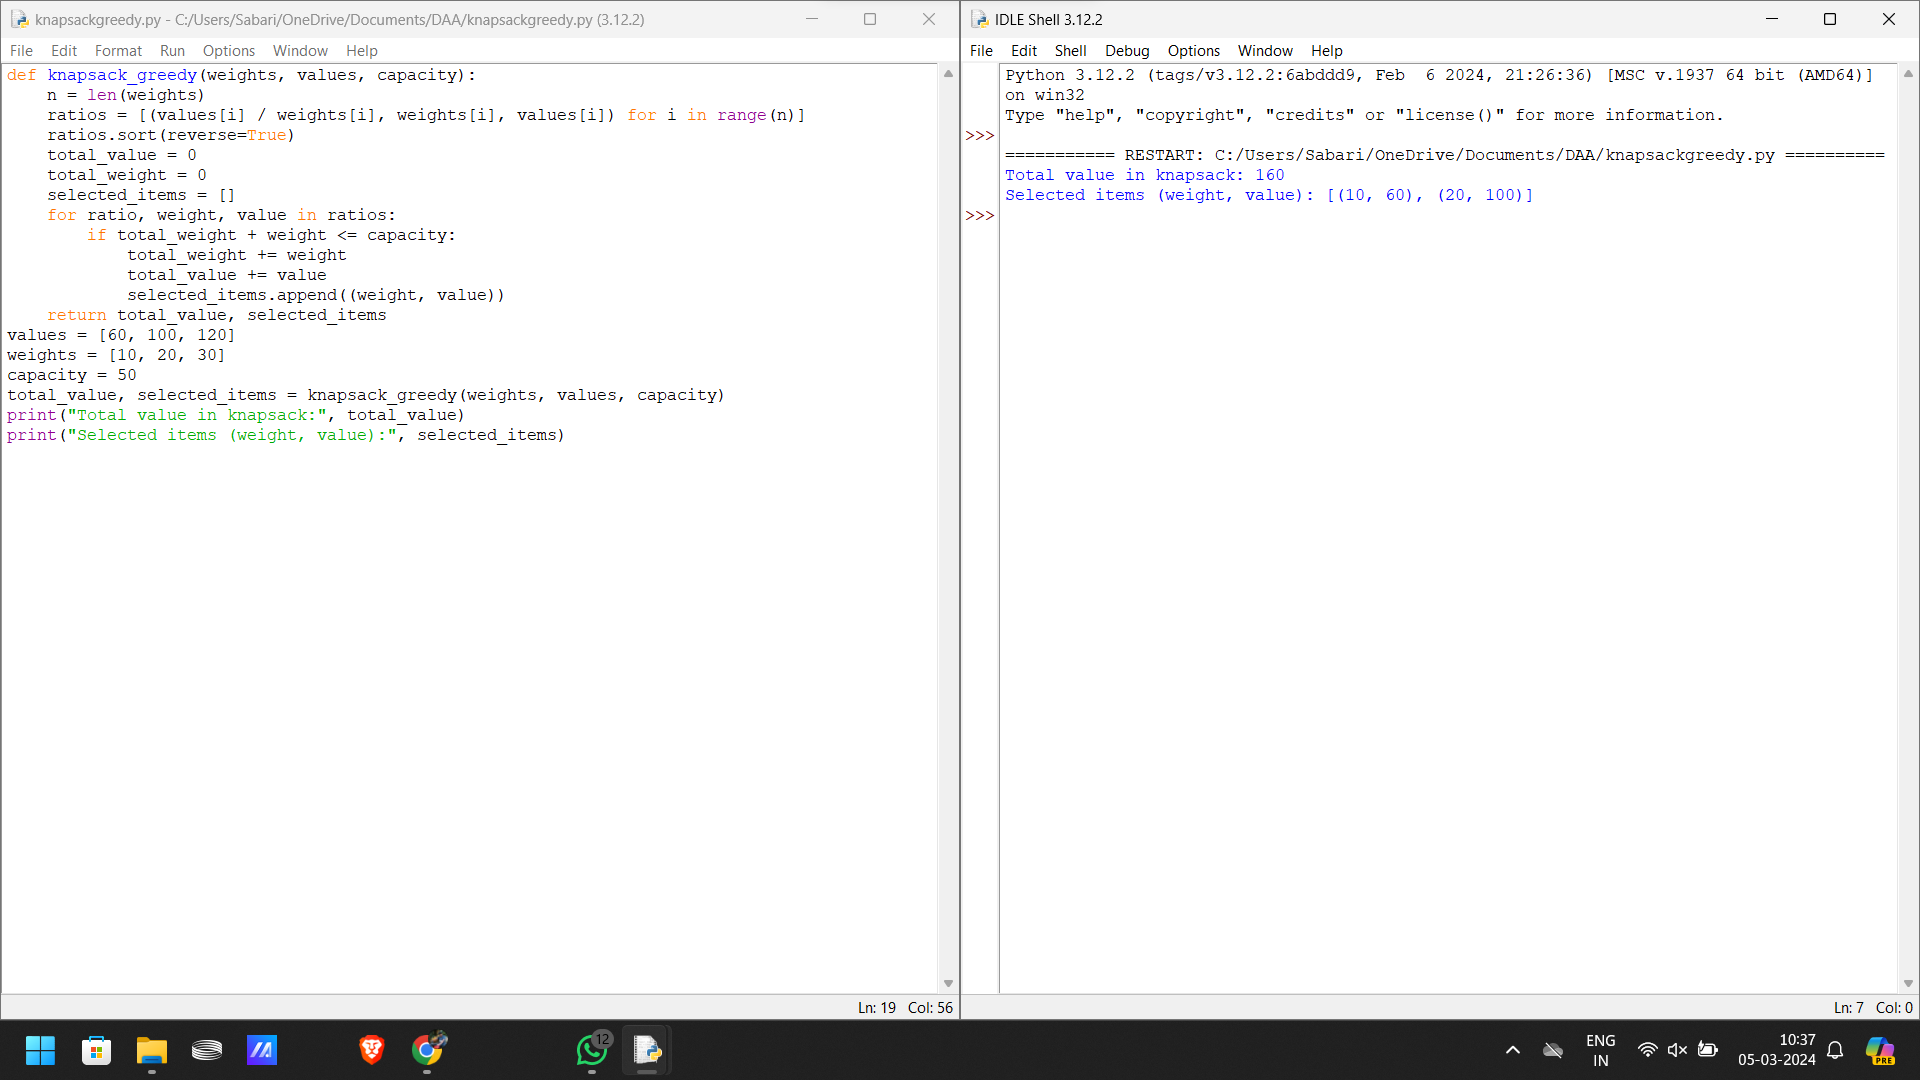 knapsackgreedy.py - C:/Users/Sabari/OneDrive/Documents/DAA/knapsackgreedy.py (3.12.2)
File Edit Format Run Options Window Help
def knapsack_greedy(weights, values, capacity):
    n = len(weights)
    ratios = [(values[i] / weights[i], weights[i], values[i]) for i in range(n)]
    ratios.sort(reverse=True)
    total_value = 0
    total_weight = 0
    selected_items = []
    for ratio, weight, value in ratios:
        if total_weight + weight <= capacity:
            total_weight += weight
            total_value += value
            selected_items.append((weight, value))
    return total_value, selected_items
values = [60, 100, 120]
weights = [10, 20, 30]
capacity = 50
total_value, selected_items = knapsack_greedy(weights, values, capacity)
print("Total value in knapsack:", total_value)
print("Selected items (weight, value):", selected_items)
Ln: 19 Col: 56
IDLE Shell 3.12.2
File Edit Shell Debug Options Window Help
Python 3.12.2 (tags/v3.12.2:6abddd9, Feb  6 2024, 21:26:36) [MSC v.1937 64 bit (AMD64)]
on win32
Type "help", "copyright", "credits" or "license()" for more information.
>>>
=========== RESTART: C:/Users/Sabari/OneDrive/Documents/DAA/knapsackgreedy.py ==========
Total value in knapsack: 160
Selected items (weight, value): [(10, 60), (20, 100)]
>>>
Ln: 7 Col: 0
12
ENG
IN
10:37
05-03-2024
PRE